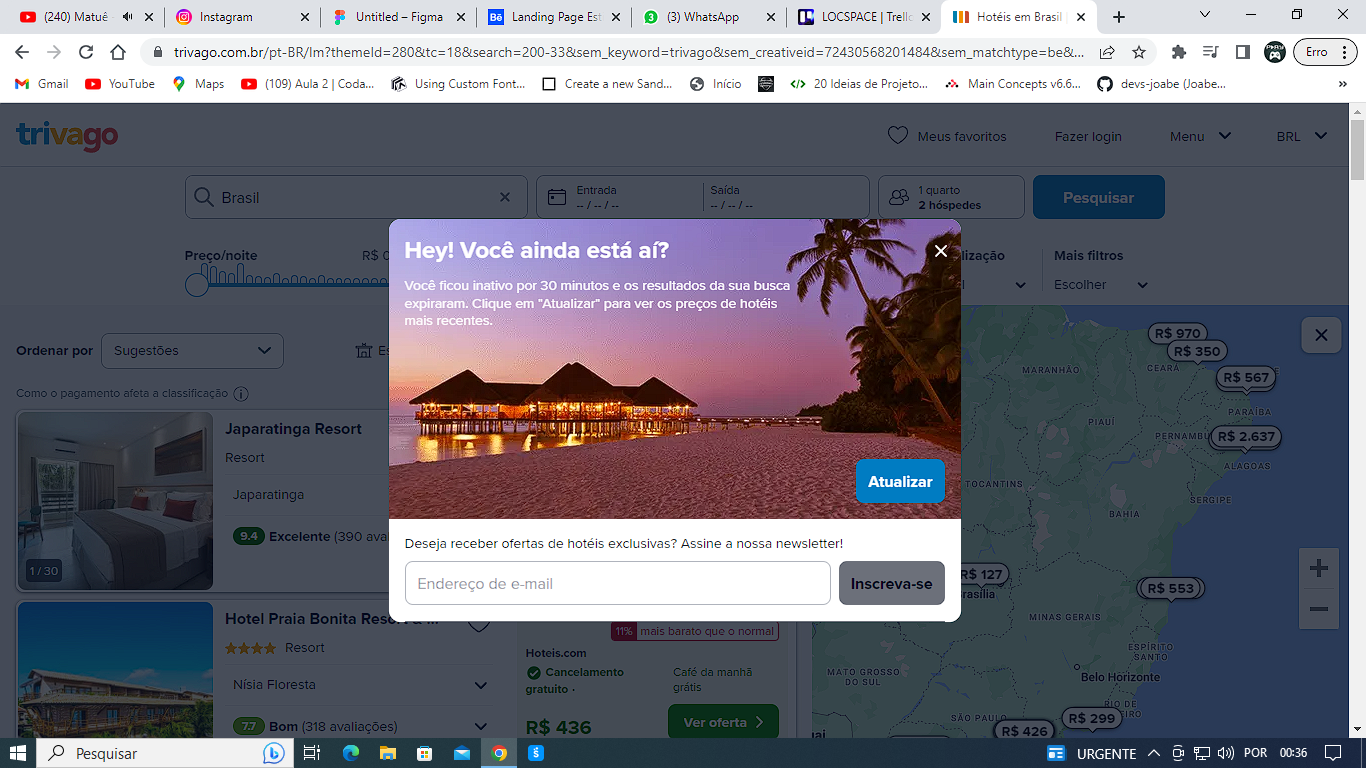 (240) Matuê -
Instagram
Untitled – Figma
Landing Page Est
(3) WhatsApp
LOCSPACE | Trello
Hotéis em Brasil |
trivago.com.br/pt-BR/lm?themeId=280&tc=18&search=200-33&sem_keyword=trivago&sem_creativeid=72430568201484&sem_matchtype=be&...
Erro
Gmail
YouTube
Maps
(109) Aula 2 | Coda...
Using Custom Font...
Create a new Sand...
Início
20 Ideias de Projeto...
Main Concepts v6.6...
devs-joabe (Joabe...
»
trivago
Meus favoritos
Fazer login
Menu
BRL
Brasil
Entrada
-- / -- / --
Saída
-- / -- / --
1 quarto
2 hóspedes
Pesquisar
Preço/noite
R$ 0
lização
Mais filtros
Escolher
Hey! Você ainda está aí?
Você ficou inativo por 30 minutos e os resultados da sua busca
expiraram. Clique em "Atualizar" para ver os preços de hotéis
mais recentes.
Atualizar
Deseja receber ofertas de hotéis exclusivas? Assine a nossa newsletter!
Endereço de e-mail
Inscreva-se
Ordenar por
Sugestões
Es
Como o pagamento afeta a classificação
Japaratinga Resort
Resort
Japaratinga
9.4 Excelente (390 aval
1 / 30
Hotel Praia Bonita Resort & ...
Resort
Nísia Floresta
7.7 Bom (318 avaliações)
11% mais barato que o normal
Hoteis.com
Cancelamento
gratuito ·
Café da manhã
grátis
R$ 436
Ver oferta
R$ 970
R$ 350
R$ 567
R$ 2.637
R$ 127
R$ 553
R$ 299
R$ 426
MARANHÃO
CEARÁ
PARAÍBA
PIAUÍ
PERNAMBU
ALAGOAS
TOCANTINS
SERGIPE
BAHIA
rasília
MINAS GERAIS
ESPÍRITO
SANTO
MATO GROSSO
DO SUL
Belo Horizonte
RIO DE
NEIRO
SÃO PAULO
uai
Pesquisar
URGENTE
POR
00:36